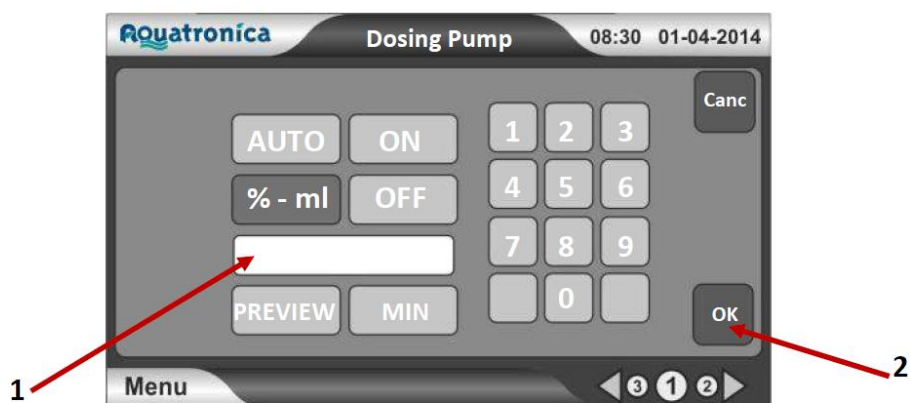 Aquatronica Dosing Pump 08:30 01-04-2014
Canc
AUTO ON 1 2 3
% - ml OFF 4 5 6
7 8 9
PREVIEW MIN 0 OK
1 2
Menu 3 1 2